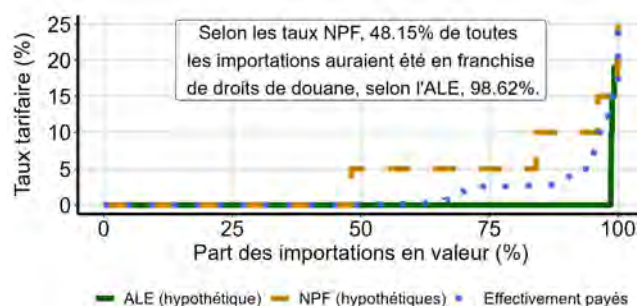 Taux tarifaire (%)
25
20
15
10
5
0
Selon les taux NPF, 48.15% de toutes
les importations auraient été en franchise
de droits de douane, selon l'ALE, 98.62%.
0 25 50 75 100
Part des importations en valeur (%)
ALE (hypothétique) NPF (hypothétiques) Effectivement payés